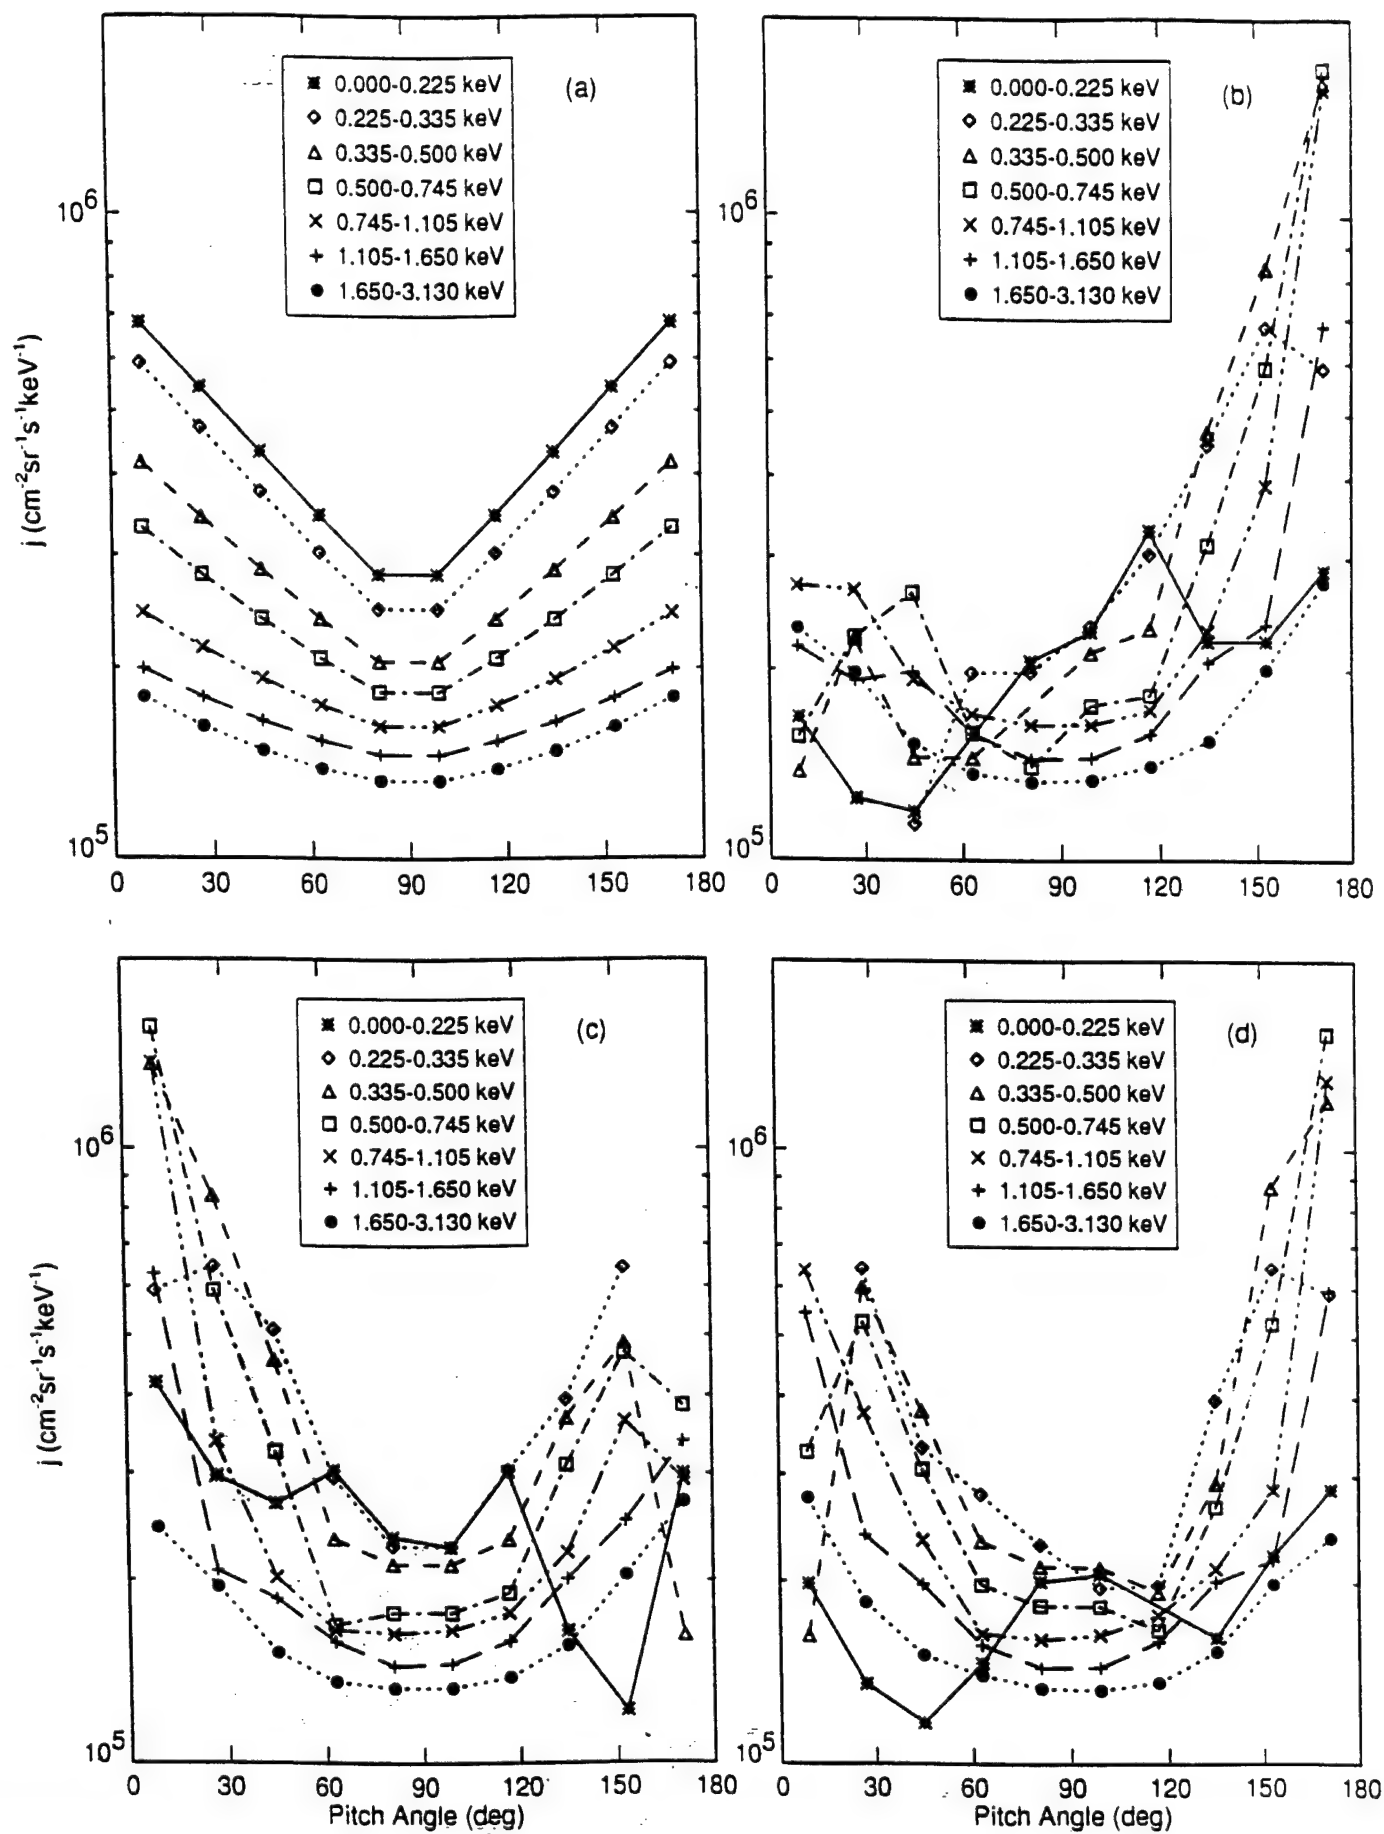 (a)
0.000-0.225 keV
0.225-0.335 keV
0.335-0.500 keV
0.500-0.745 keV
0.745-1.105 keV
1.105-1.650 keV
1.650-3.130 keV
10^6
10^5
j (cm^-2sr^-1s^-1keV^-1)
0 30 60 90 120 150 180
(b)
0.000-0.225 keV
0.225-0.335 keV
0.335-0.500 keV
0.500-0.745 keV
0.745-1.105 keV
1.105-1.650 keV
1.650-3.130 keV
10^6
10^5
0 30 60 90 120 150 180
(c)
0.000-0.225 keV
0.225-0.335 keV
0.335-0.500 keV
0.500-0.745 keV
0.745-1.105 keV
1.105-1.650 keV
1.650-3.130 keV
10^6
10^5
j (cm^-2sr^-1s^-1keV^-1)
0 30 60 90 120 150 180
Pitch Angle (deg)
(d)
0.000-0.225 keV
0.225-0.335 keV
0.335-0.500 keV
0.500-0.745 keV
0.745-1.105 keV
1.105-1.650 keV
1.650-3.130 keV
10^6
10^5
0 30 60 90 120 150 180
Pitch Angle (deg)